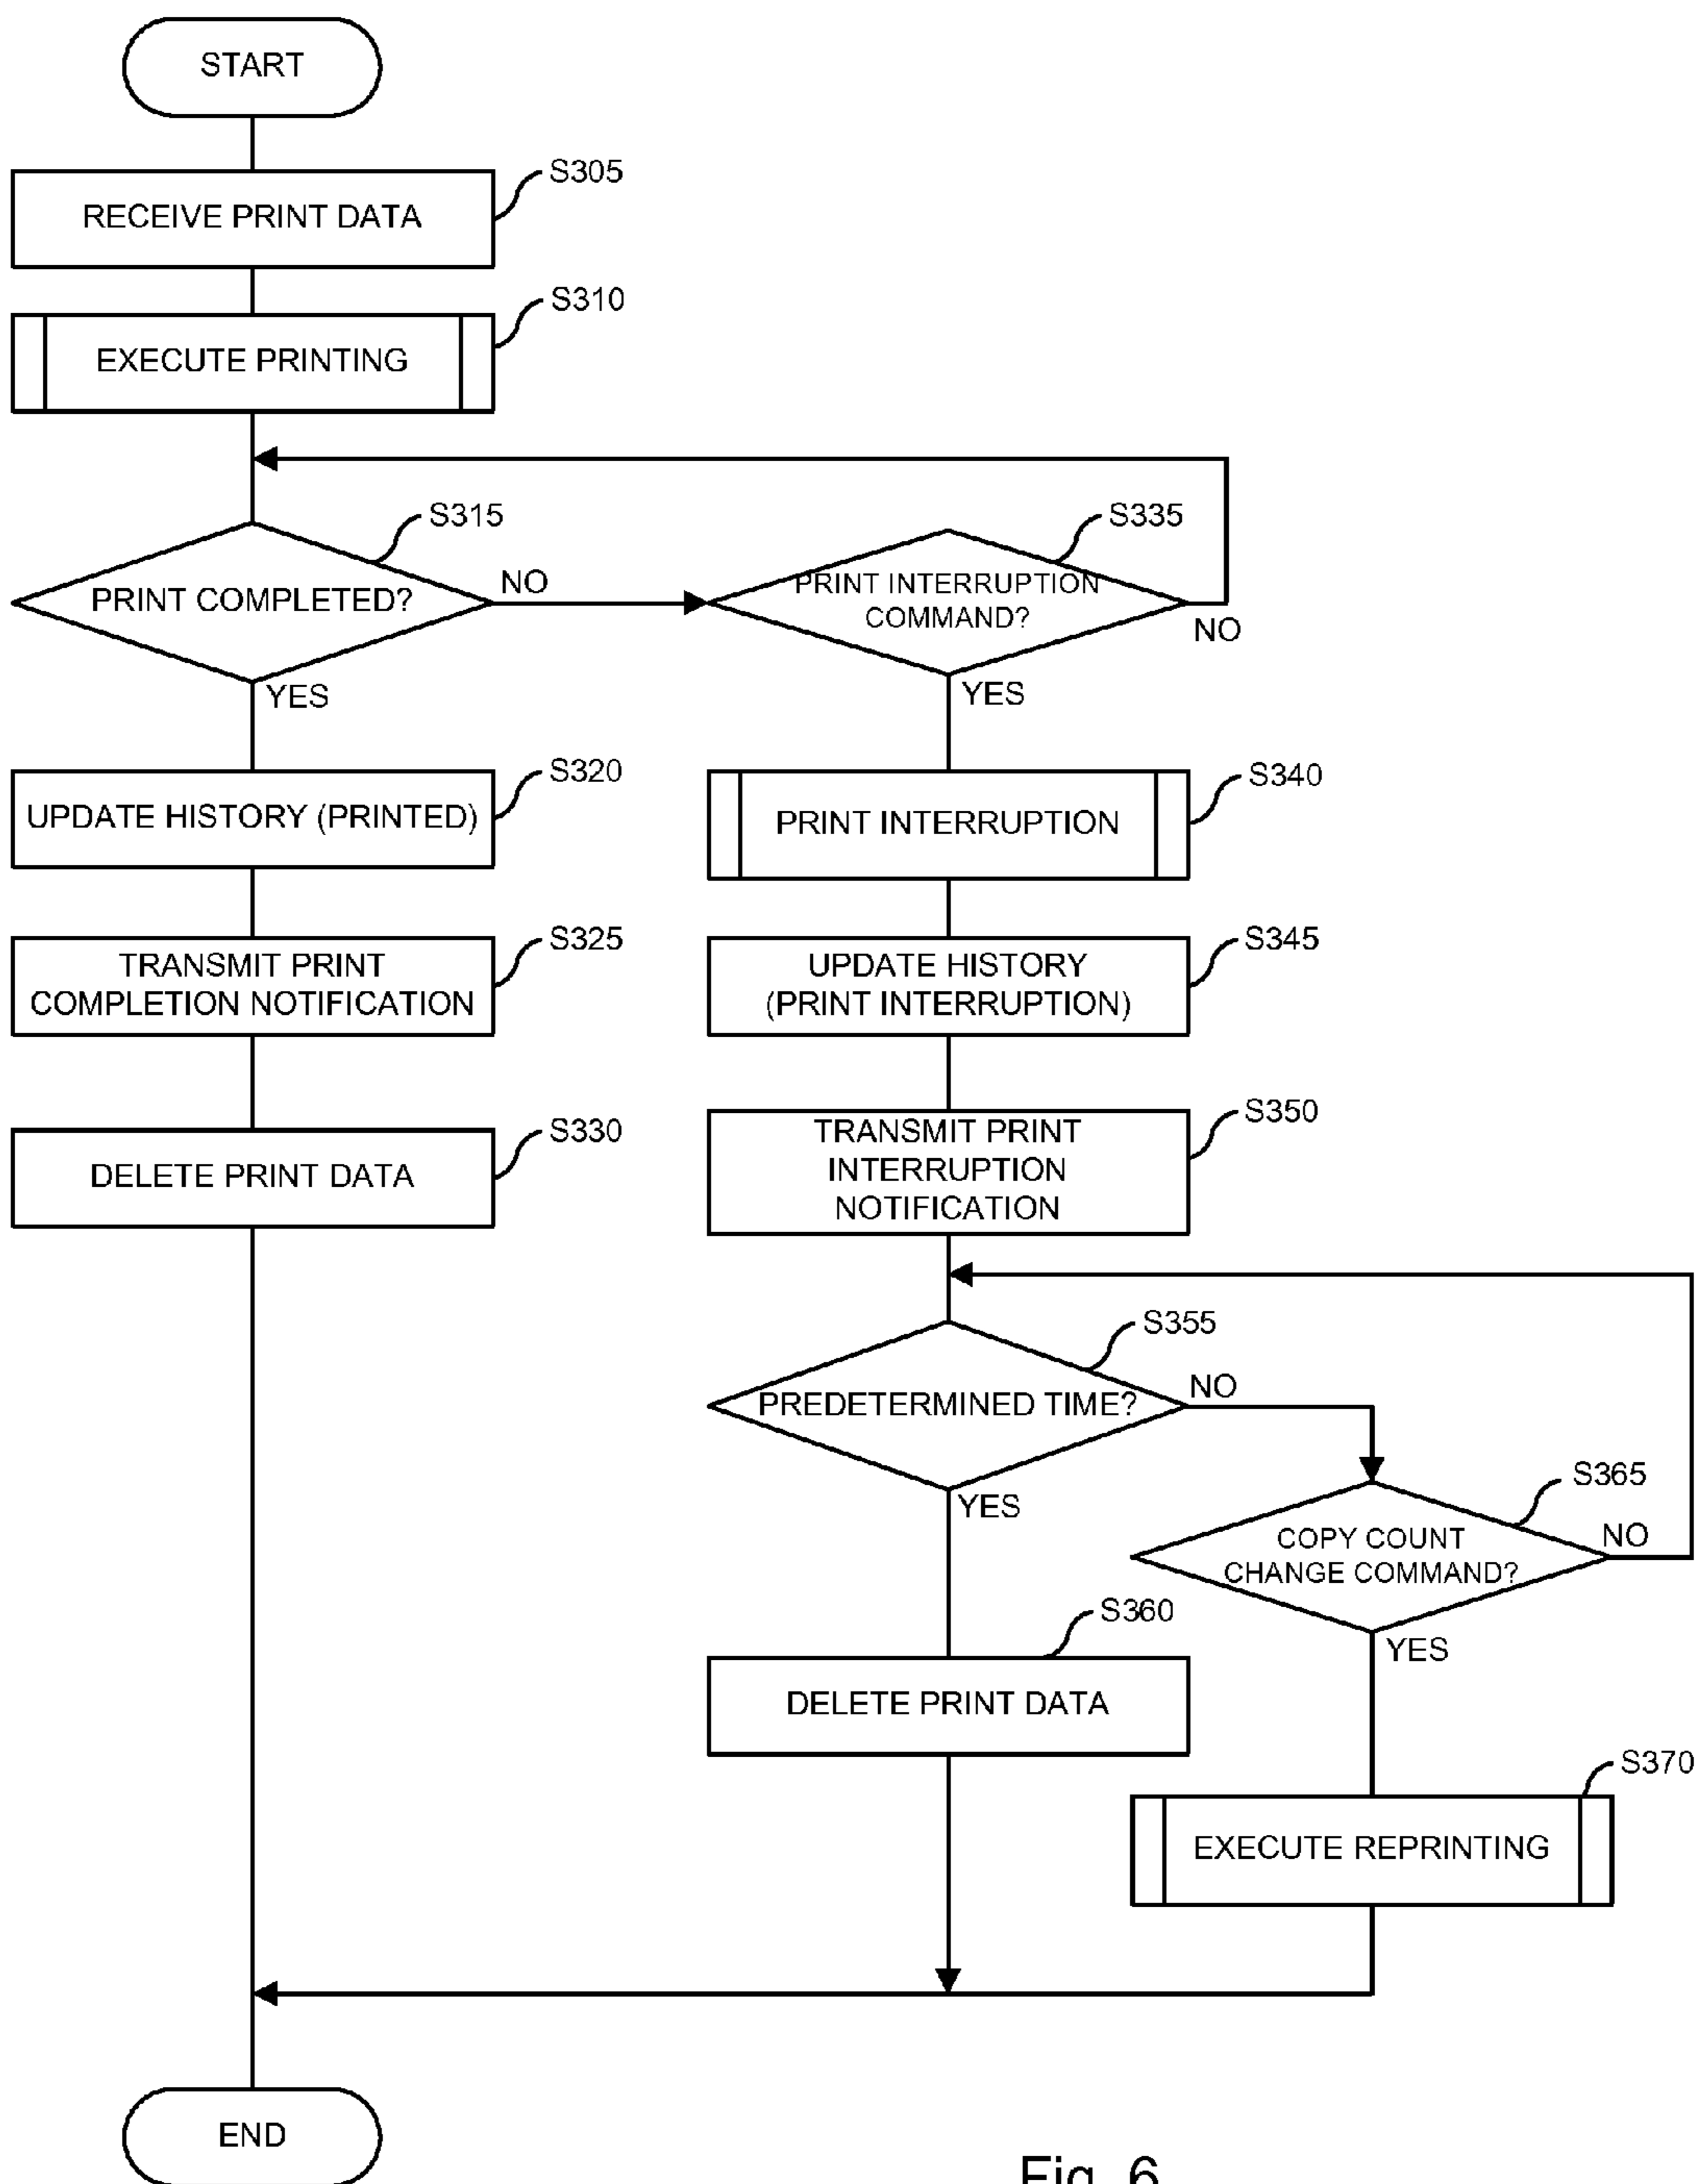 START
S305
RECEIVE PRINT DATA
S310
EXECUTE PRINTING
S315
PRINT COMPLETED?
NO
YES
S335
PRINT INTERRUPTION
COMMAND?
NO
YES
S320
UPDATE HISTORY (PRINTED)
S340
PRINT INTERRUPTION
S325
TRANSMIT PRINT
COMPLETION NOTIFICATION
S345
UPDATE HISTORY
(PRINT INTERRUPTION)
S330
DELETE PRINT DATA
S350
TRANSMIT PRINT
INTERRUPTION
NOTIFICATION
S355
PREDETERMINED TIME?
NO
YES
S365
COPY COUNT
CHANGE COMMAND?
NO
YES
S360
DELETE PRINT DATA
S370
EXECUTE REPRINTING
END
Fig. 6